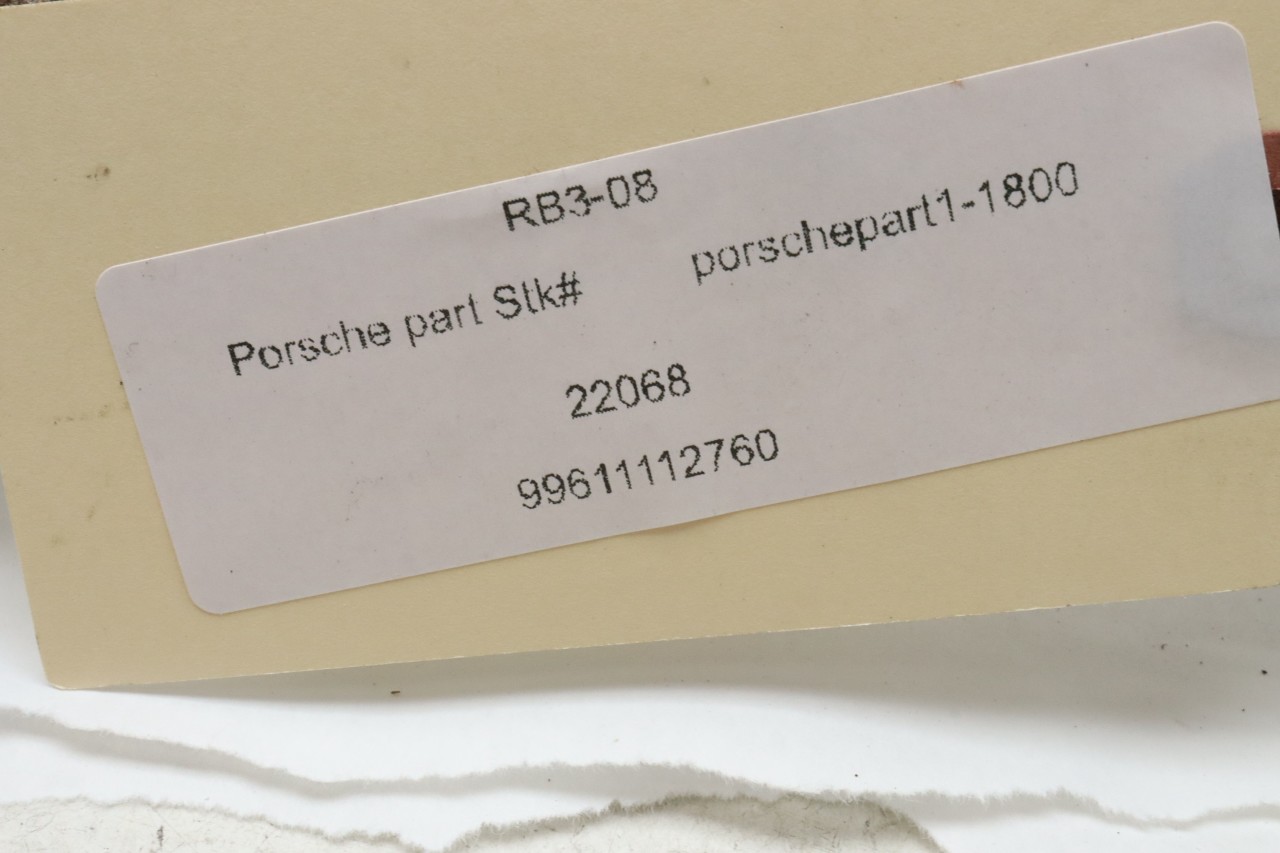 RB3-08
Porsche part Stk# porschepart1-1800
22068
99611112760